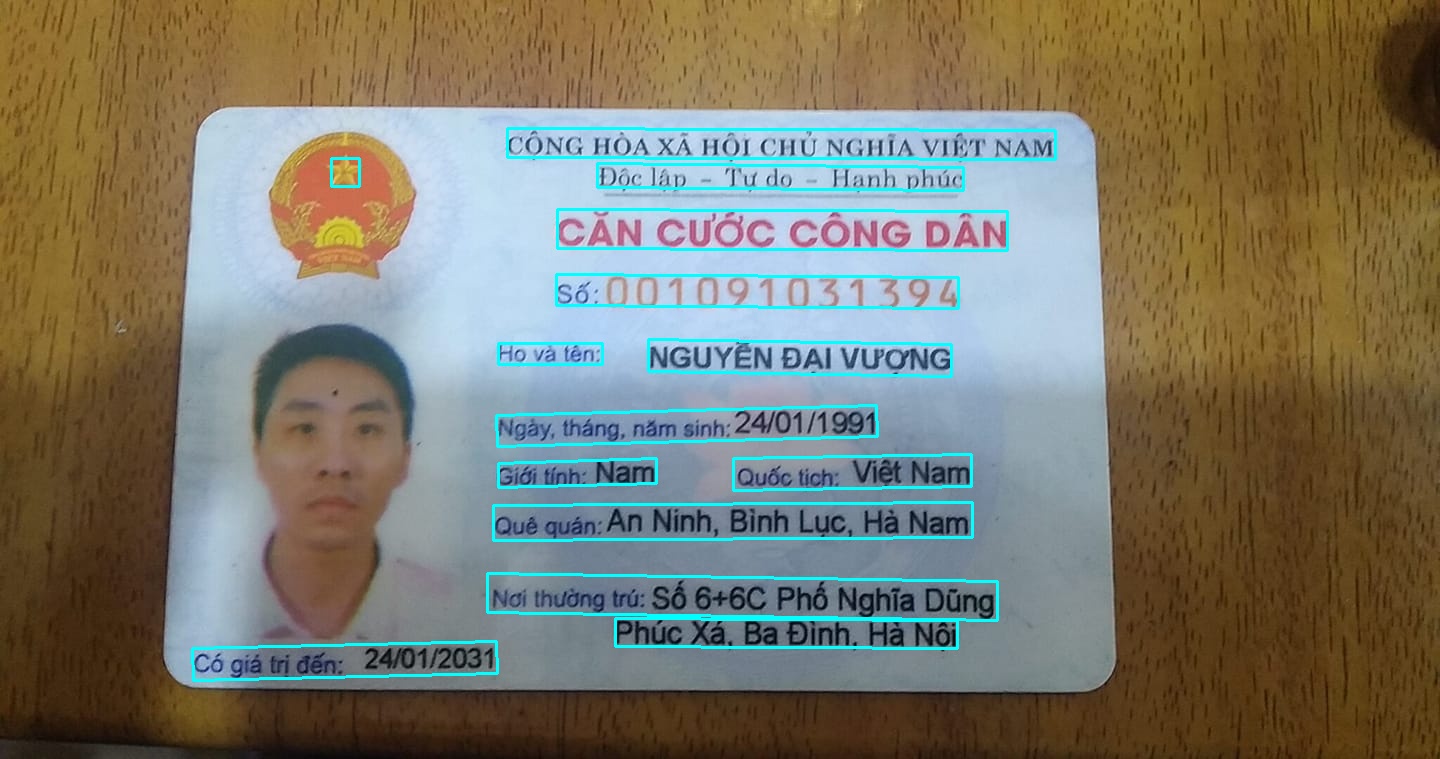 CỘNG HÒA XÃ HỘI CHỦ NGHĨA VIỆT NAM
Độc lập – Tự do – Hạnh phúc
CĂN CƯỚC CÔNG DÂN
Số: 001091031394
VIỆT NAM
Họ và tên: NGUYỄN ĐẠI VƯỢNG
Ngày, tháng, năm sinh: 24/01/1991
Giới tính: Nam Quốc tịch: Việt Nam
Quê quán: An Ninh, Bình Lục, Hà Nam
Nơi thường trú: Số 6+6C Phố Nghĩa Dũng
Phúc Xá, Ba Đình, Hà Nội
Có giá trị đến: 24/01/2031